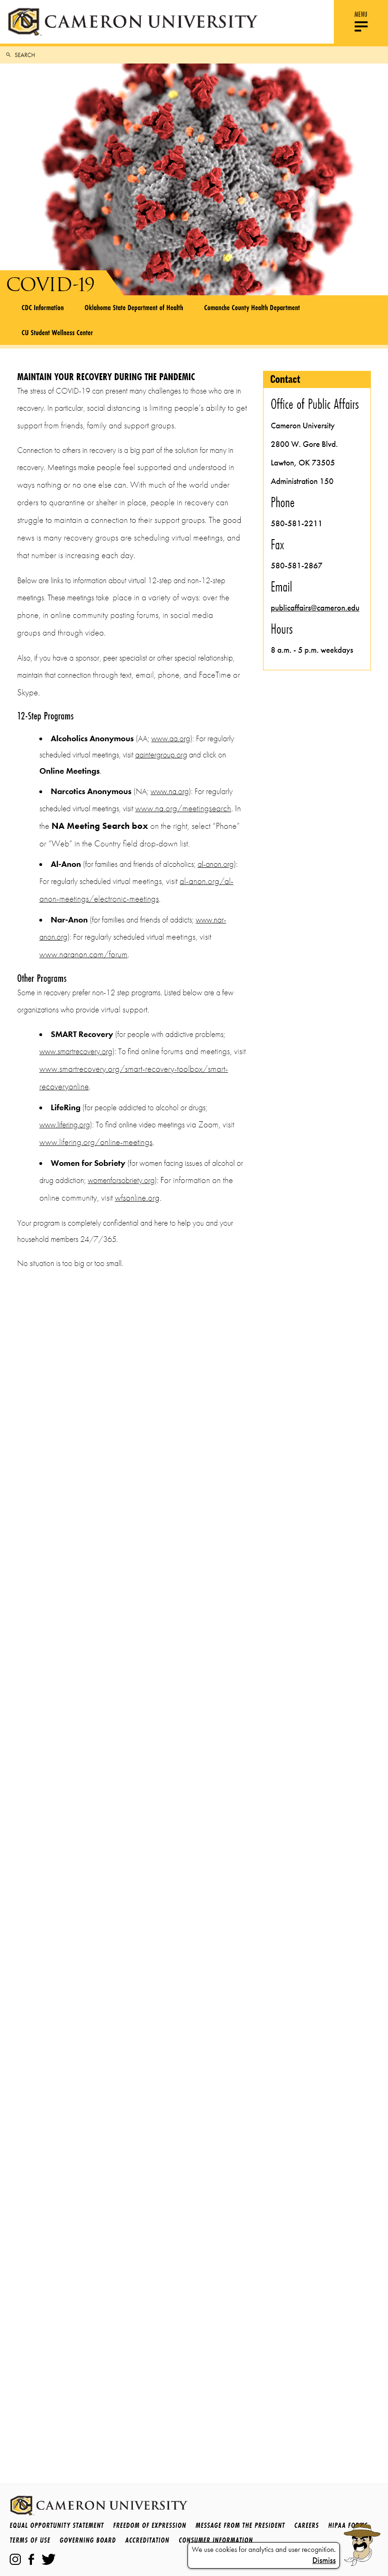 CAMERON UNIVERSITY
MENU
SEARCH
COVID-19
CDC Information
Oklahoma State Department of Health
Comanche County Health Department
CU Student Wellness Center
MAINTAIN YOUR RECOVERY DURING THE PANDEMIC
The stress of COVID-19 can present many challenges to those who are in
recovery. In particular, social distancing is limiting people's ability to get
support from friends, family and support groups.
Connection to others in recovery is a big part of the solution for many in
recovery. Meetings make people feel supported and understood in
ways nothing or no one else can. With much of the world under
orders to quarantine or shelter in place, people in recovery can
struggle to maintain a connection to their support groups. The good
news is many recovery groups are scheduling virtual meetings, and
that number is increasing each day.
Below are links to information about virtual 12-step and non-12-step
meetings. These meetings take place in a variety of ways: over the
phone, in online community posting forums, in social media
groups and through video.
Also, if you have a sponsor, peer specialist or other special relationship,
maintain that connection through text, email, phone, and FaceTime or
Skype.
12-Step Programs
• Alcoholics Anonymous (AA; www.aa.org): For regularly
scheduled virtual meetings, visit aaintergroup.org and click on
Online Meetings.
• Narcotics Anonymous (NA; www.na.org): For regularly
scheduled virtual meetings, visit www.na.org/meetingsearch. In
the NA Meeting Search box on the right, select "Phone"
or "Web" in the County field drop-down list.
• Al-Anon (for families and friends of alcoholics; al-anon.org):
For regularly scheduled virtual meetings, visit al-anon.org/al-
anon-meetings/electronic-meetings.
• Nar-Anon (for families and friends of addicts; www.nar-
anon.org): For regularly scheduled virtual meetings, visit
www.naranon.com/forum.
Other Programs
Some in recovery prefer non-12 step programs. Listed below are a few
organizations who provide virtual support.
• SMART Recovery (for people with addictive problems;
www.smartrecovery.org): To find online forums and meetings, visit
www.smartrecovery.org/smart-recovery-toolbox/smart-
recoveryonline.
• LifeRing (for people addicted to alcohol or drugs;
www.lifering.org): To find online video meetings via Zoom, visit
www.lifering.org/online-meetings.
• Women for Sobriety (for women facing issues of alcohol or
drug addiction; womenforsobriety.org): For information on the
online community, visit wfsonline.org.
Your program is completely confidential and here to help you and your
household members 24/7/365.
No situation is too big or too small.
Contact
Office of Public Affairs
Cameron University
2800 W. Gore Blvd.
Lawton, OK 73505
Administration 150
Phone
580-581-2211
Fax
580-581-2867
Email
publicaffairs@cameron.edu
Hours
8 a.m. - 5 p.m. weekdays
CAMERON UNIVERSITY
EQUAL OPPORTUNITY STATEMENT FREEDOM OF EXPRESSION MESSAGE FROM THE PRESIDENT CAREERS HIPAA
TERMS OF USE GOVERNING BOARD ACCREDITATION CONSUMER INFORMATION
We use cookies for analytics and user recognition.
Dismiss